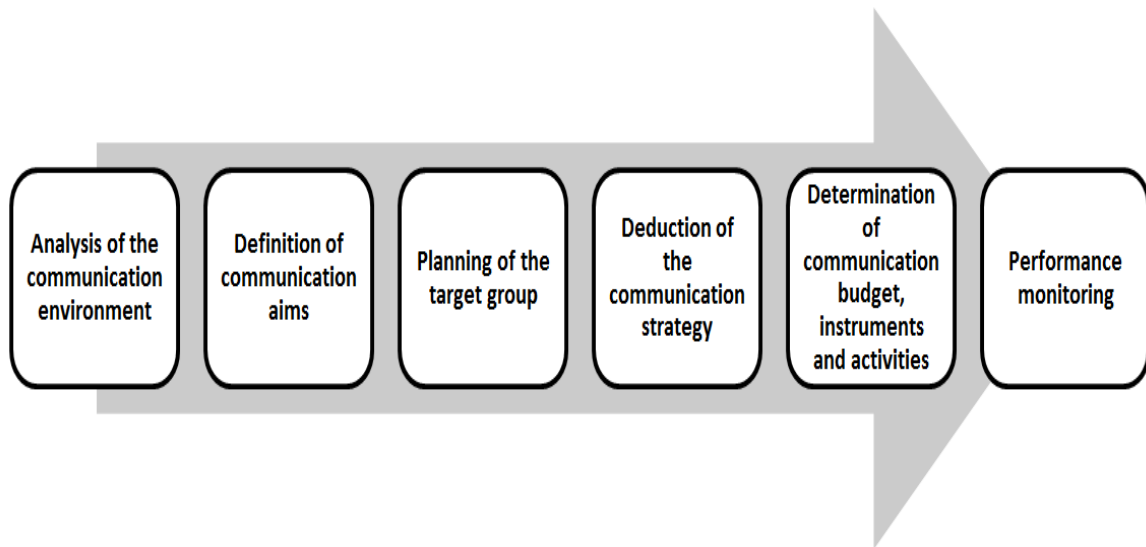 Analysis of the
communication
environment
Definition of
communication
aims
Planning of the
target group
Deduction of
the
communication
strategy
Determination
of
communication
budget,
instruments
and activities
Performance
monitoring